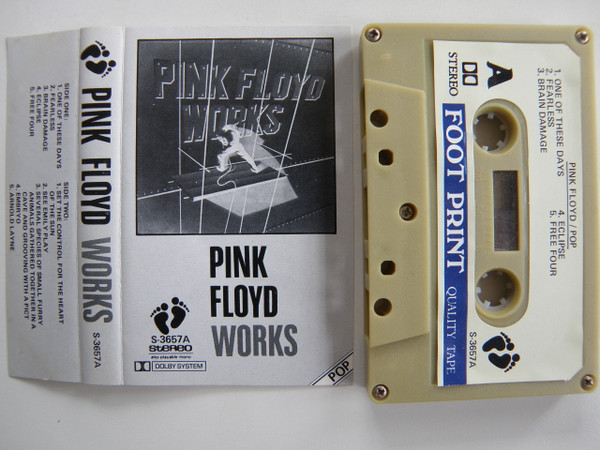 PINK FLOYD WORKS
S-3657A
SIDE ONE:
1. ONE OF THESE DAYS
2. FEARLESS
3. BRAIN DAMAGE
4. ECLIPSE
5. FREE FOUR
SIDE TWO:
1. SET THE CONTROL FOR THE HEART
OF THE SUN
2. SEE EMILY PLAY
3. SEVERAL SPECIES OF SMALL FURRY
ANIMALS GATHERED TOGETHER IN A
CAVE AND GROOVING WITH A PICT
4. EMBRYO
5. ARNOLD LAYNE
PINK FLOYD
WORKS
PINK
FLOYD
WORKS
S-3657A
STEREO
also playable mono
DOLBY SYSTEM
POP
A
STEREO
PINK FLOYD / POP
1. ONE OF THESE DAYS
2. FEARLESS
3. BRAIN DAMAGE
4. ECLIPSE
5. FREE FOUR
FOOT PRINT QUALITY TAPE
S-3657A